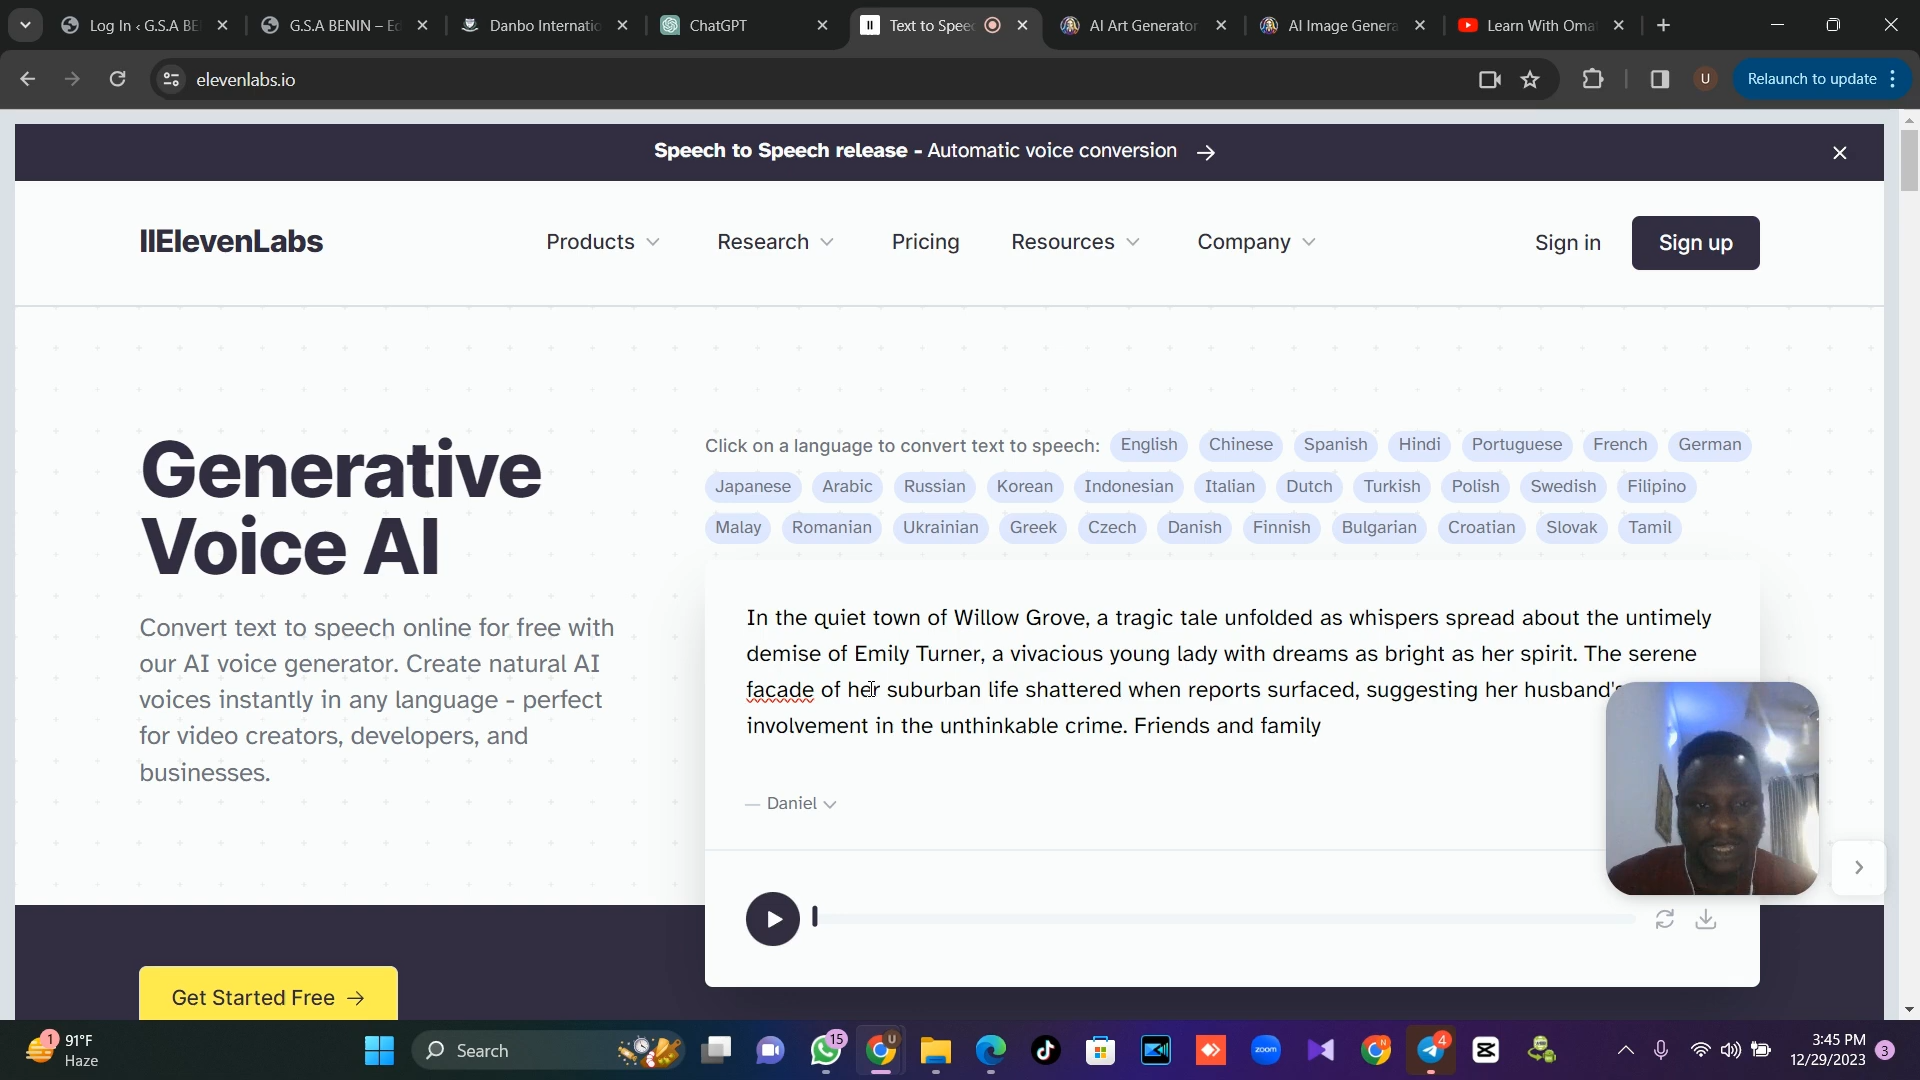 Log In ‹ G.S.A BE
G.S.A BENIN – Ed
Danbo Internatio
ChatGPT
Text to Spee
AI Art Generator
AI Image Genera
Learn With Oma
elevenlabs.io
U
Relaunch to update
Speech to Speech release - Automatic voice conversion →
IIElevenLabs
Products
Research
Pricing
Resources
Company
Sign in
Sign up
Generative
Voice AI
Convert text to speech online for free with
our AI voice generator. Create natural AI
voices instantly in any language - perfect
for video creators, developers, and
businesses.
Get Started Free →
Click on a language to convert text to speech: English Chinese Spanish Hindi Portuguese French German
Japanese Arabic Russian Korean Indonesian Italian Dutch Turkish Polish Swedish Filipino
Malay Romanian Ukrainian Greek Czech Danish Finnish Bulgarian Croatian Slovak Tamil
In the quiet town of Willow Grove, a tragic tale unfolded as whispers spread about the untimely
demise of Emily Turner, a vivacious young lady with dreams as bright as her spirit. The serene
facade of her suburban life shattered when reports surfaced, suggesting her husband's
involvement in the unthinkable crime. Friends and family
— Daniel
1
91°F
Haze
Search
15
U
zoom
N
4
3:45 PM
12/29/2023
3